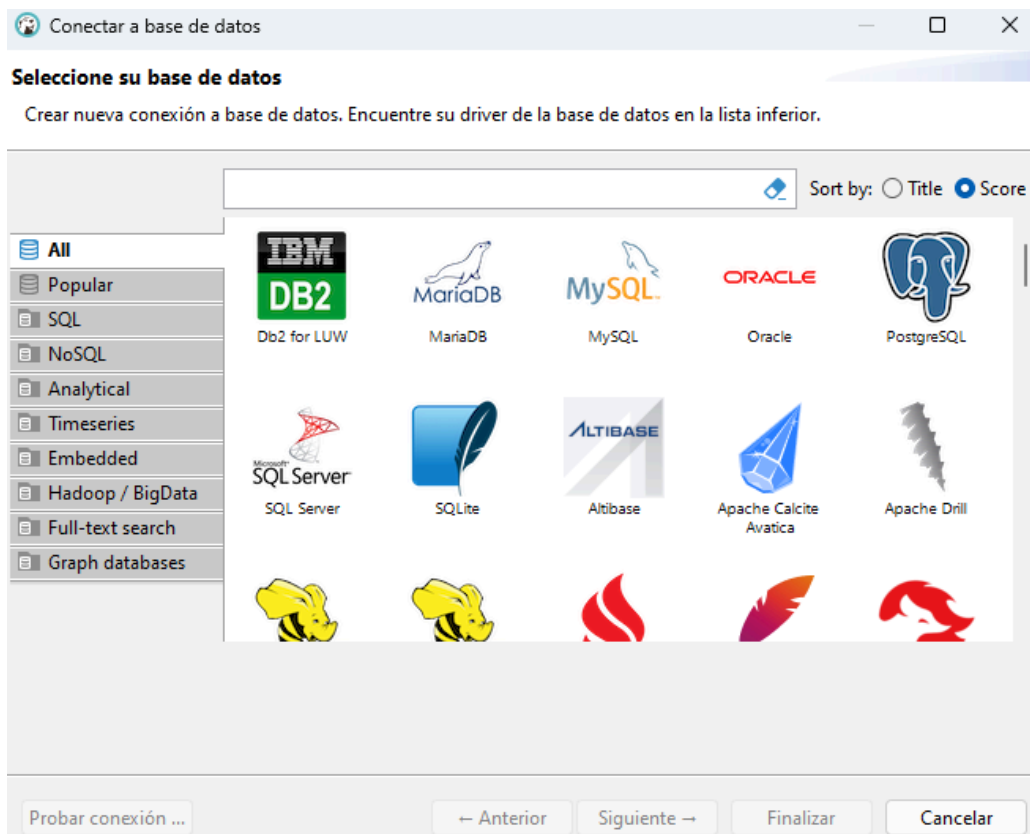 Conectar a base de datos
Seleccione su base de datos
Crear nueva conexión a base de datos. Encuentre su driver de la base de datos en la lista inferior.
Sort by: Title Score
All
Popular
SQL
NoSQL
Analytical
Timeseries
Embedded
Hadoop / BigData
Full-text search
Graph databases
IBM
DB2
MariaDB
MySQL
ORACLE
Db2 for LUW
MariaDB
MySQL
Oracle
PostgreSQL
Microsoft
SQL Server
ALTIBASE
SQL Server
SQLite
Altibase
Apache Calcite
Avatica
Apache Drill
Probar conexión ...
← Anterior
Siguiente →
Finalizar
Cancelar